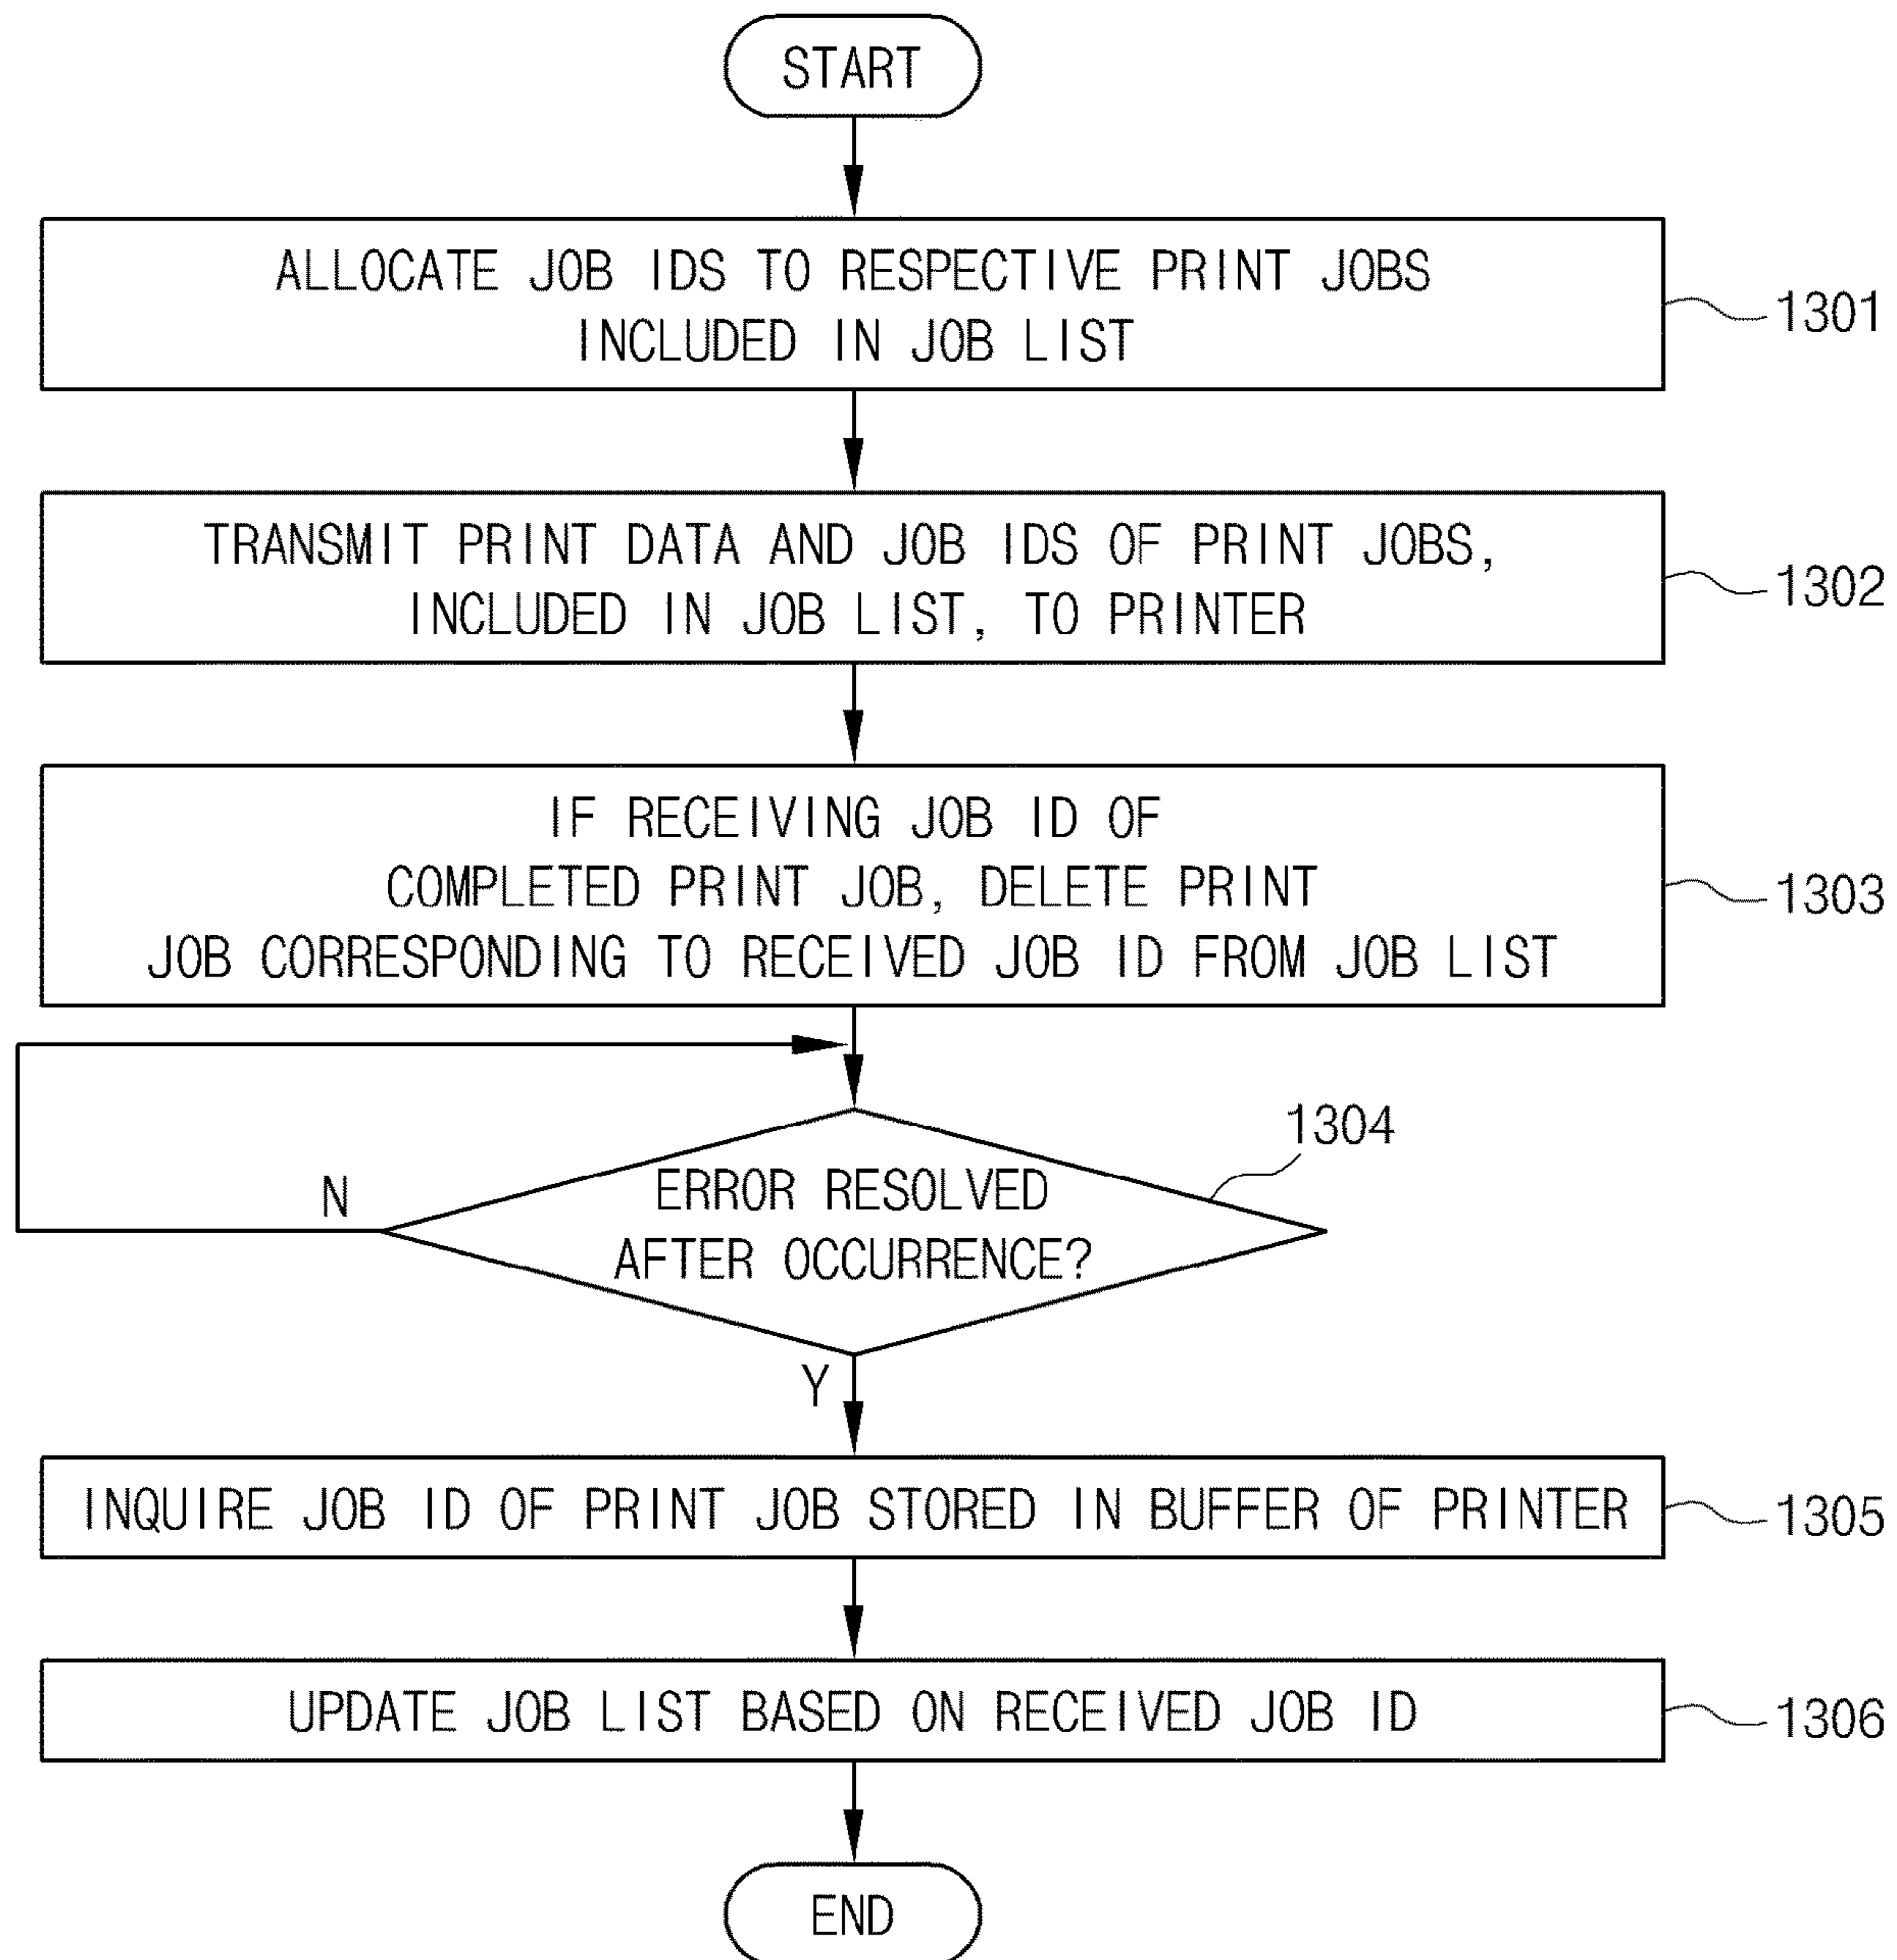 START
ALLOCATE JOB IDS TO RESPECTIVE PRINT JOBS
INCLUDED IN JOB LIST
1301
TRANSMIT PRINT DATA AND JOB IDS OF PRINT JOBS,
INCLUDED IN JOB LIST, TO PRINTER
1302
IF RECEIVING JOB ID OF
COMPLETED PRINT JOB, DELETE PRINT
JOB CORRESPONDING TO RECEIVED JOB ID FROM JOB LIST
1303
1304
N
ERROR RESOLVED
AFTER OCCURRENCE?
Y
INQUIRE JOB ID OF PRINT JOB STORED IN BUFFER OF PRINTER
1305
UPDATE JOB LIST BASED ON RECEIVED JOB ID
1306
END